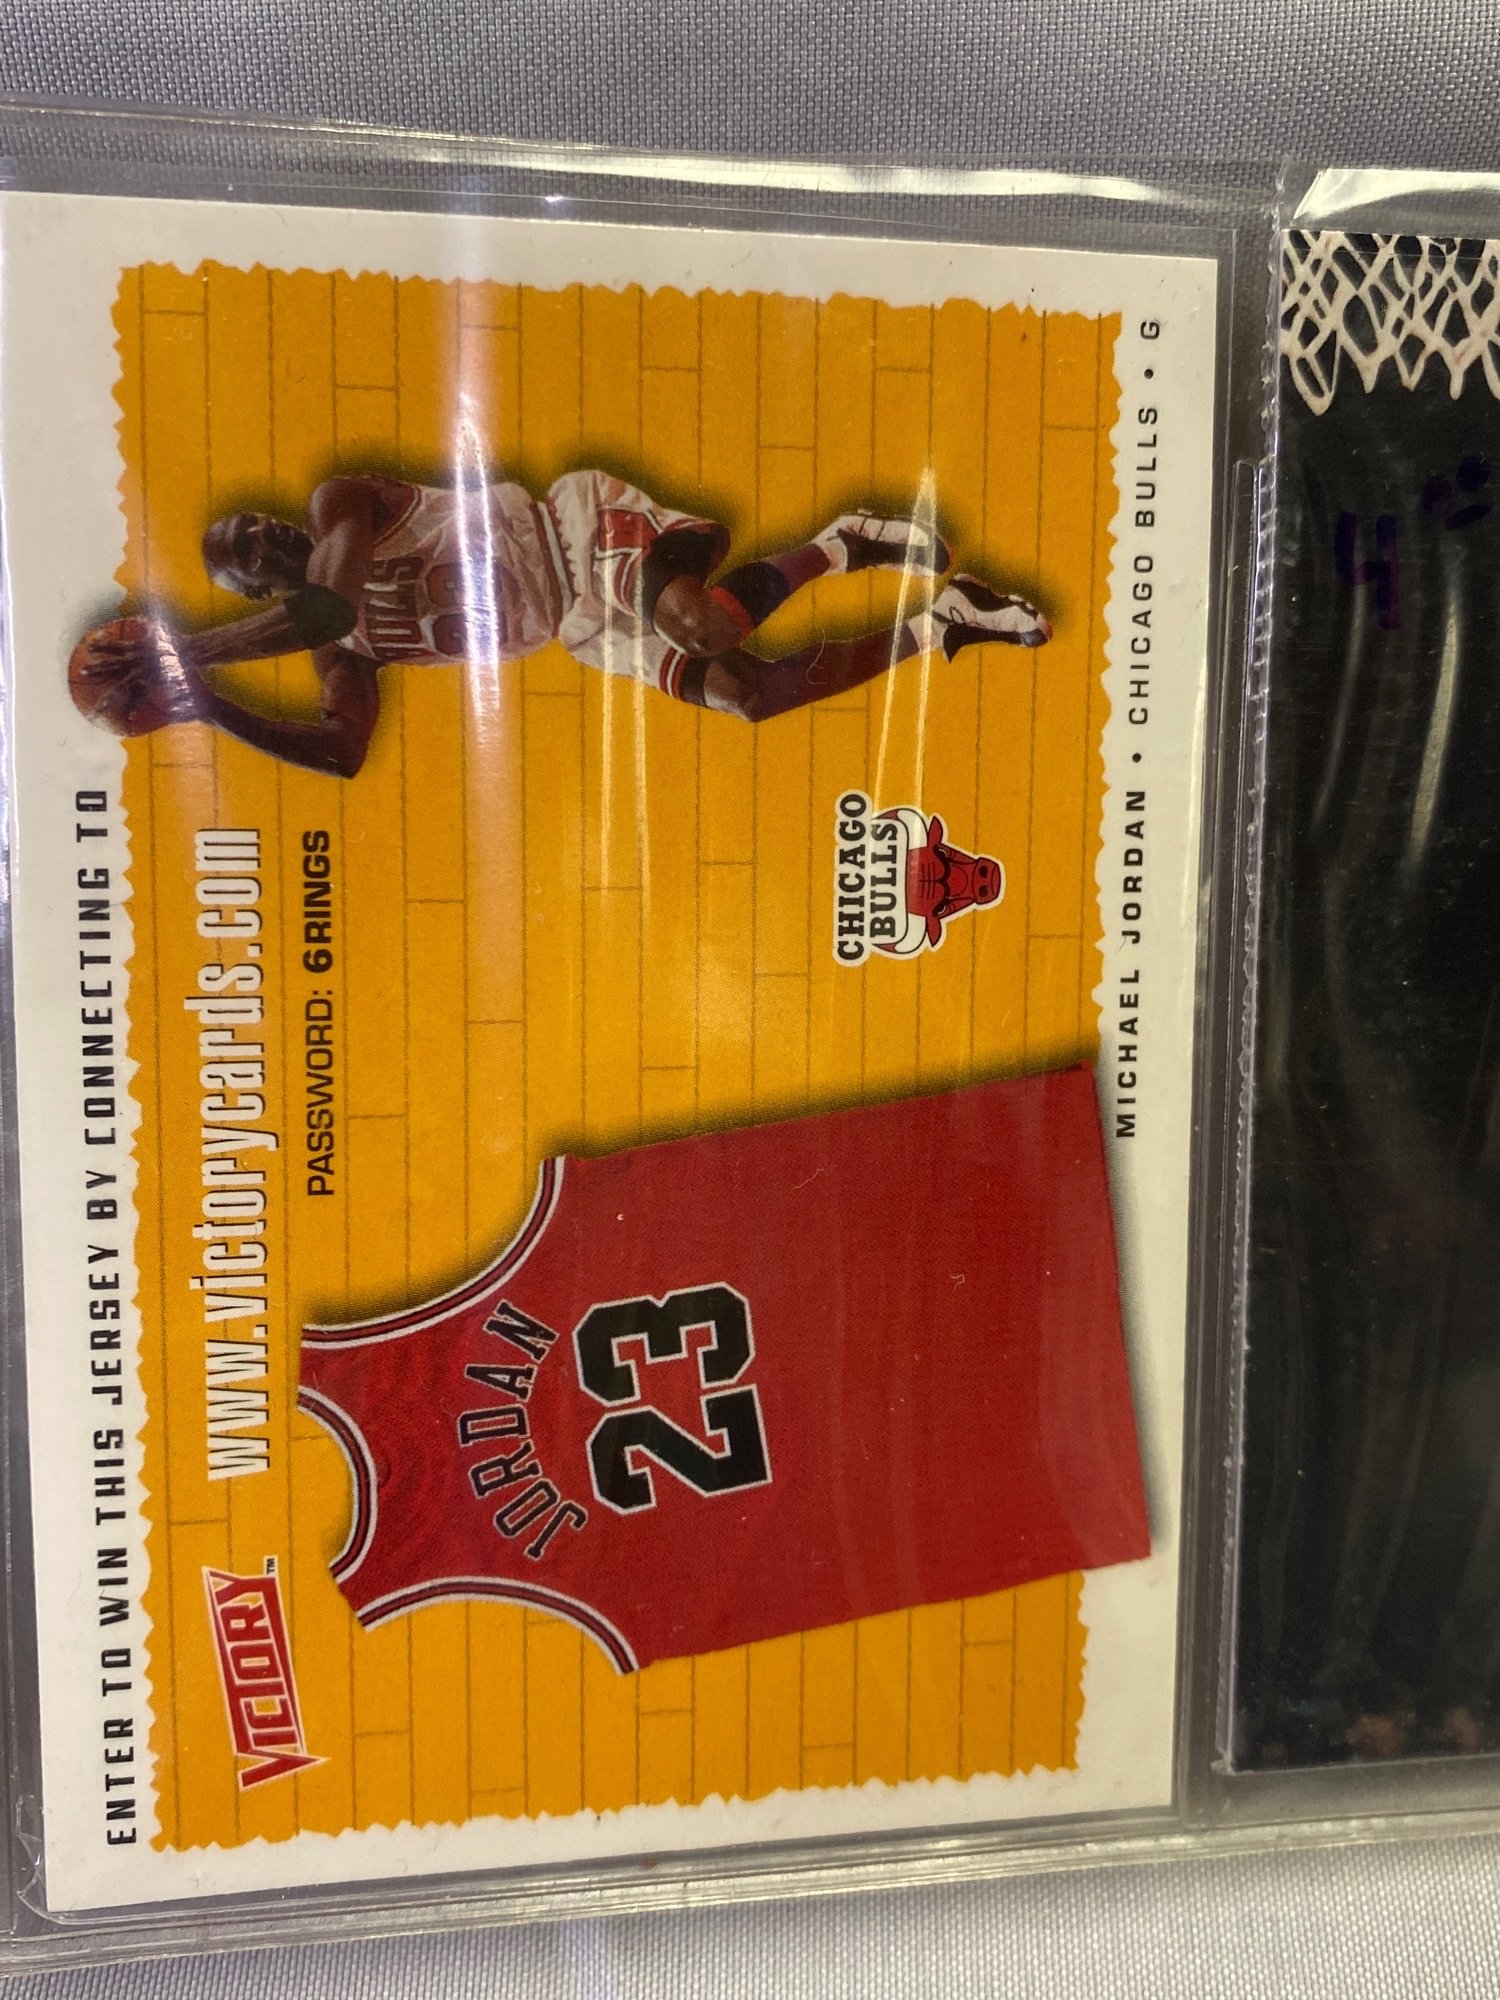 ENTER TO WIN THIS JERSEY BY CONNECTING TO
VICTORY™
www.victorycards.com
PASSWORD: 6RINGS
JORDAN
23
BULLS
CHICAGO
BULLS
MICHAEL JORDAN • CHICAGO BULLS • G